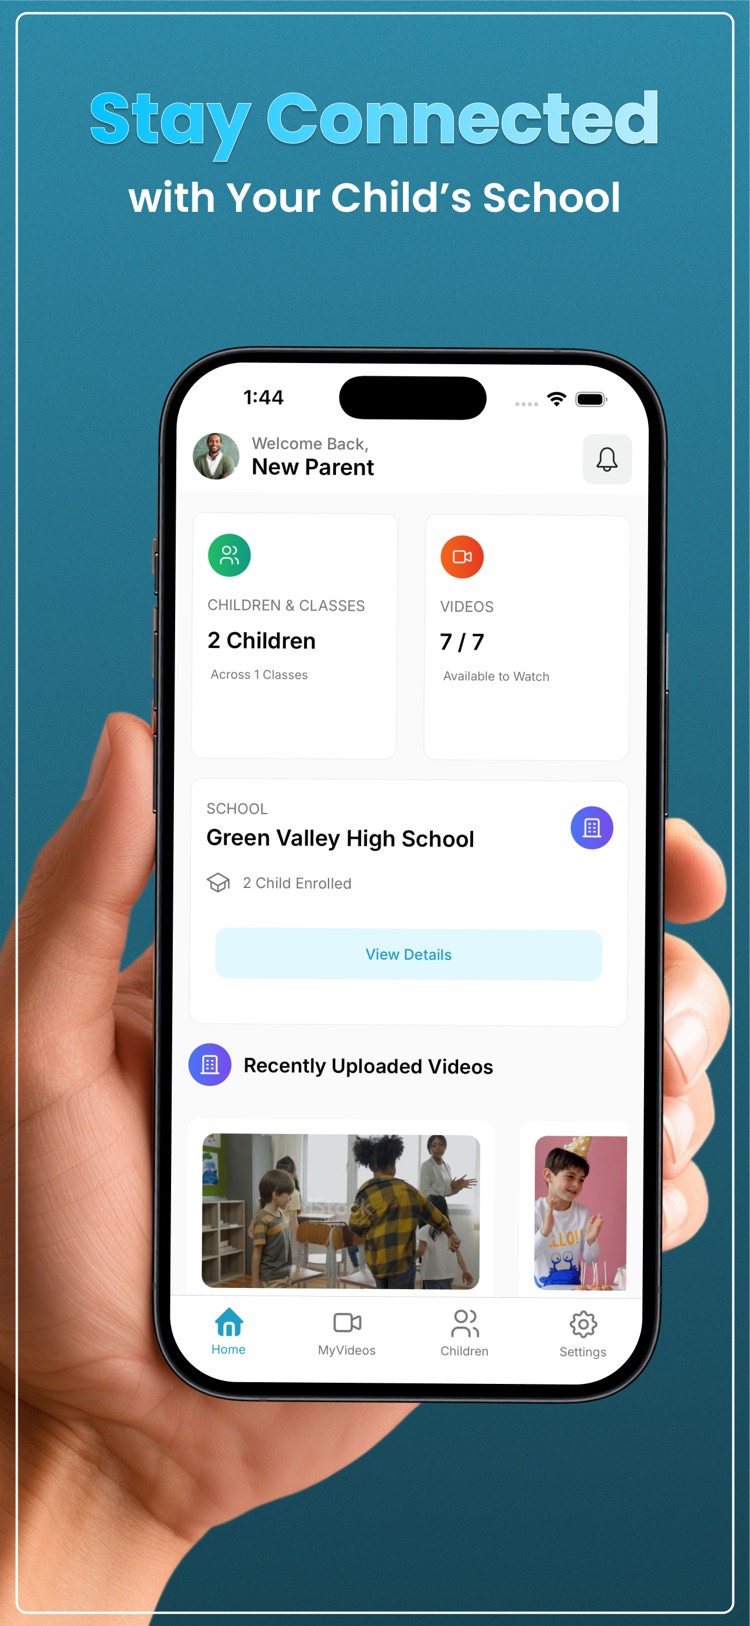 Stay Connected
with Your Child’s School
1:44
Welcome Back,
New Parent
CHILDREN & CLASSES
2 Children
Across 1 Classes
VIDEOS
7 / 7
Available to Watch
SCHOOL
Green Valley High School
2 Child Enrolled
View Details
Recently Uploaded Videos
iStock
Home
MyVideos
Children
Settings